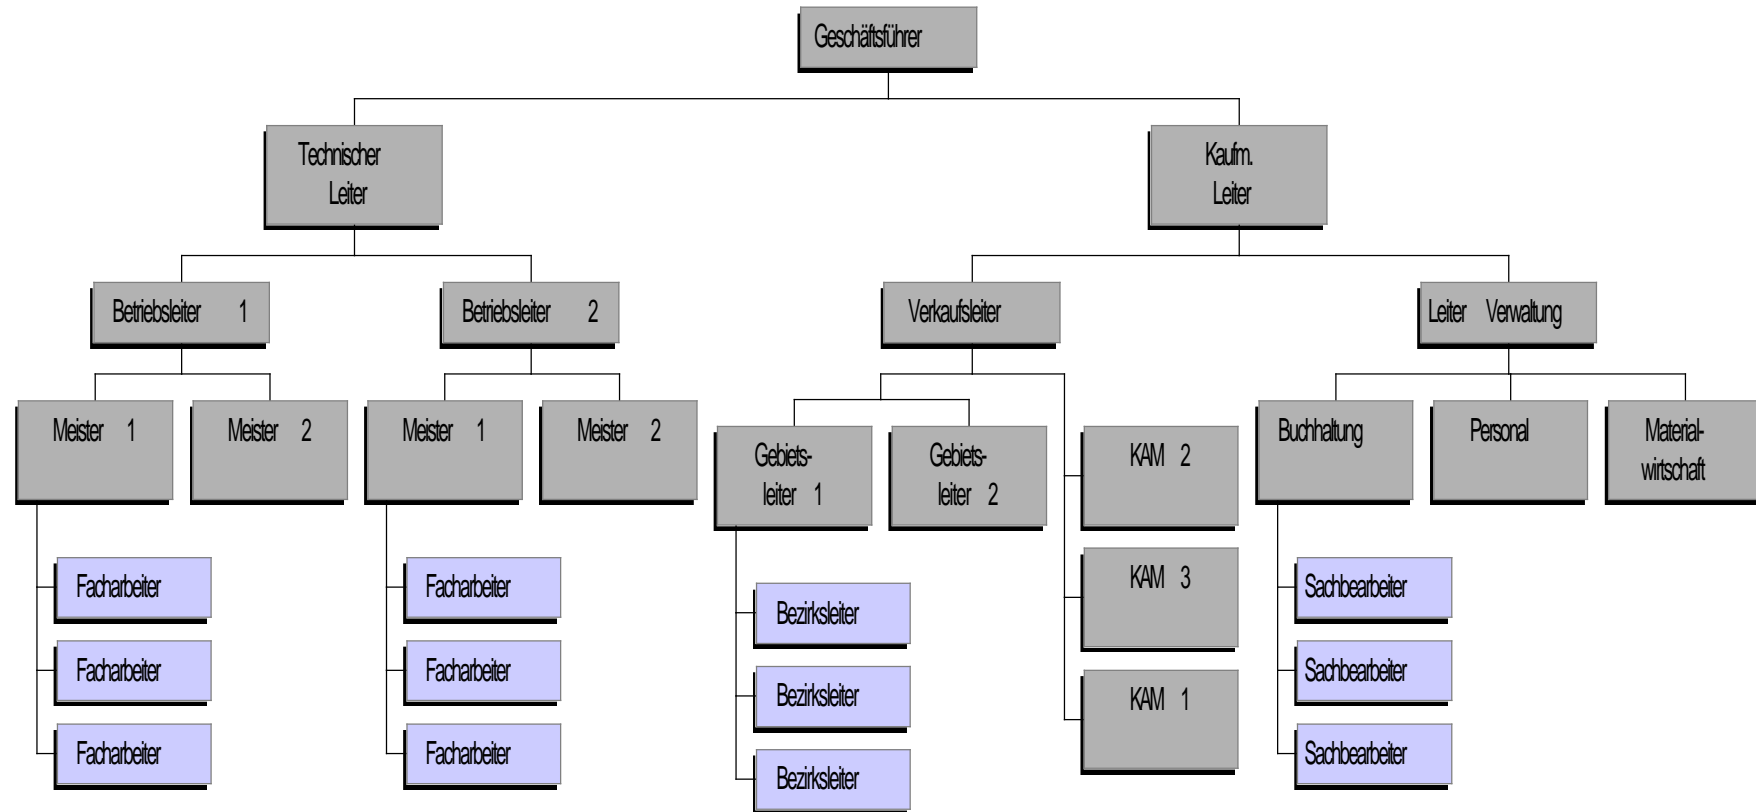 Geschäftsführer
Technischer
Leiter
Kaufm.
Leiter
Betriebsleiter 1
Betriebsleiter 2
Verkaufsleiter
Leiter Verwaltung
Meister 1
Meister 2
Meister 1
Meister 2
Gebiets-
leiter 1
Gebiets-
leiter 2
KAM 2
Buchhaltung
Personal
Material-
wirtschaft
Facharbeiter
Facharbeiter
Bezirksleiter
KAM 3
Sachbearbeiter
Facharbeiter
Facharbeiter
Bezirksleiter
KAM 1
Sachbearbeiter
Facharbeiter
Facharbeiter
Bezirksleiter
Sachbearbeiter